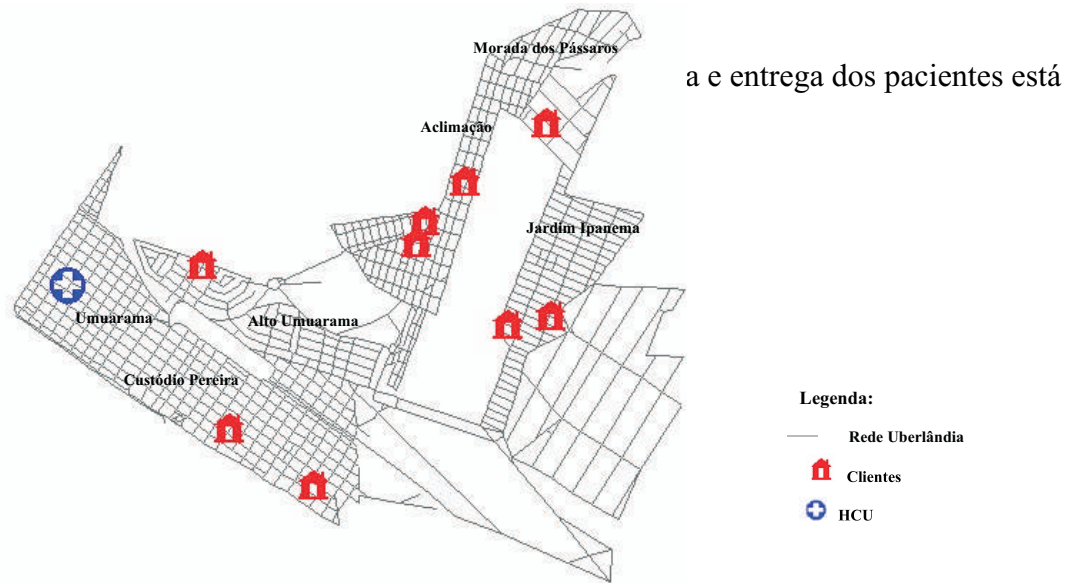 Morada dos Pássaros
a e entrega dos pacientes está
Aclimação
Jardim Ipanema
Umuarama
Alto Umuarama
Custódio Pereira
Legenda:
Rede Uberlândia
Clientes
HCU